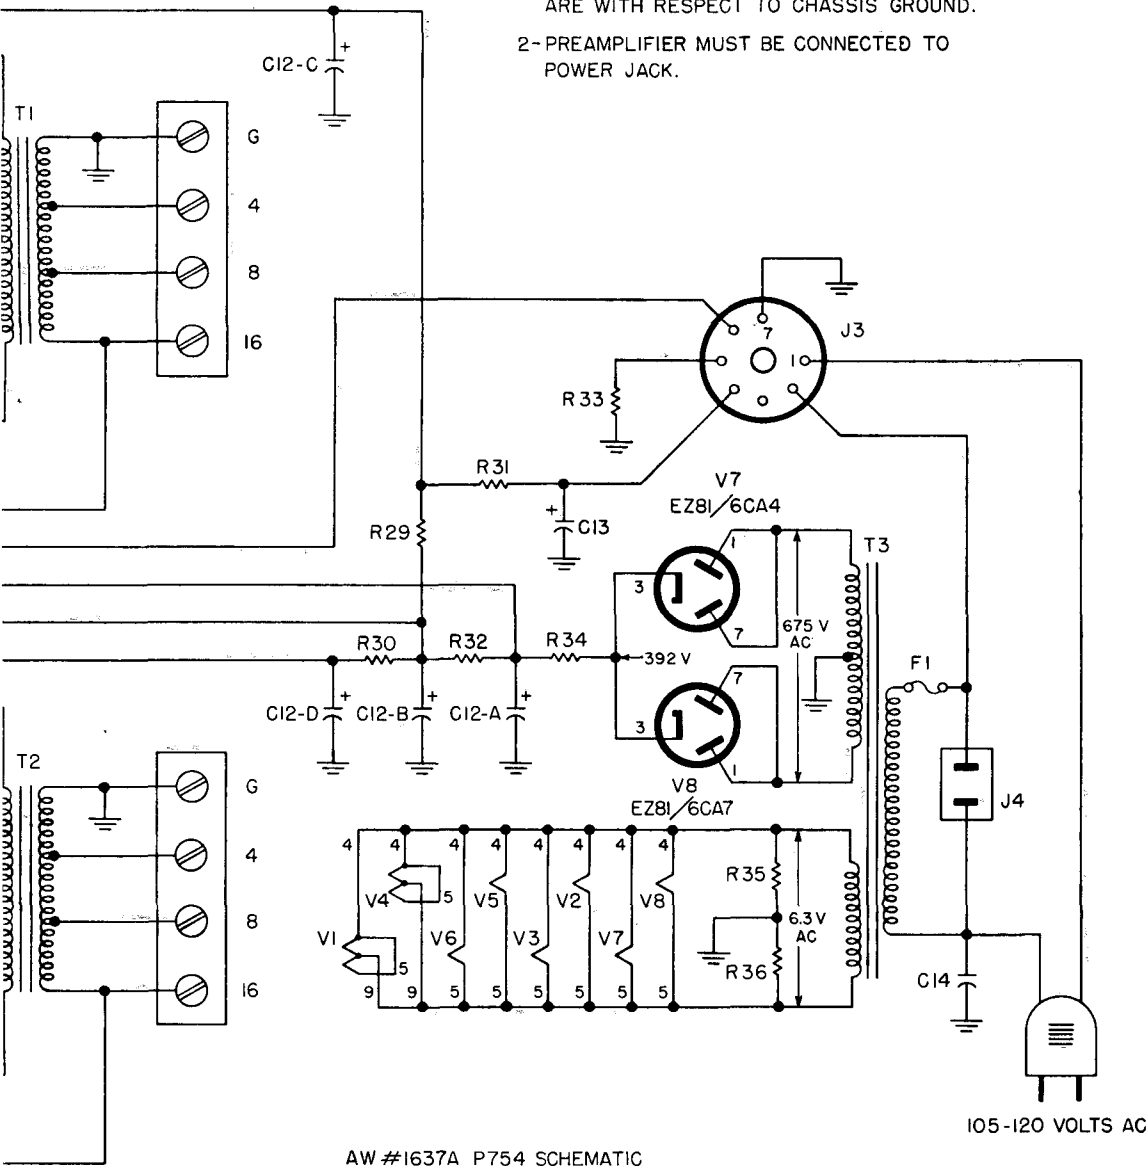 ARE WITH RESPECT TO CHASSIS GROUND.
2-PREAMPLIFIER MUST BE CONNECTED TO
POWER JACK.
C12-C
+
T1
G
4
8
16
7
J3
1
R33
R31
V7
EZ81/6CA4
+
C13
R29
1
T3
3
7
675 V
AC
R30
R32
R34
392 V
F1
7
+
+
+
C12-D
C12-B
C12-A
3
1
T2
G
V8
EZ81/6CA7
J4
4
4
4
4
4
4
4
4
R35
V4
5
V5
V2
V8
6.3 V
AC
8
V1
V6
V3
V7
5
R36
C14
16
9
9
5
5
5
5
5
5
105-120 VOLTS AC
AW #1637A P754 SCHEMATIC